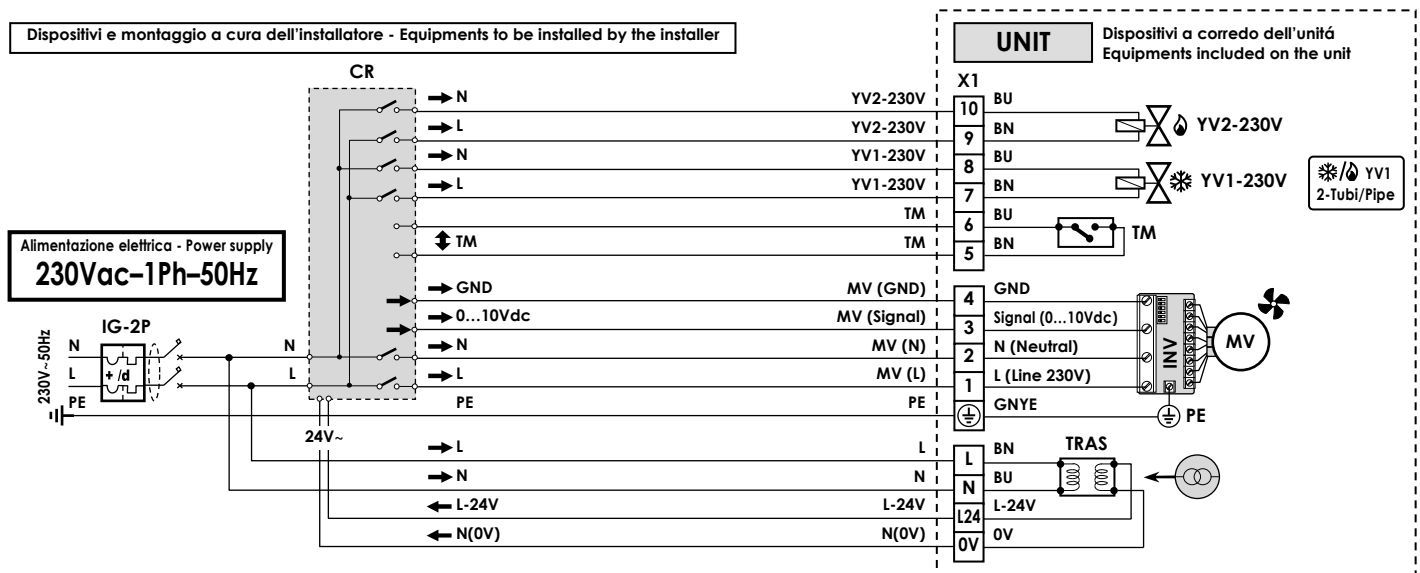 Dispositivi e montaggio a cura dell'installatore - Equipments to be installed by the installer
UNIT
Dispositivi a corredo dell'unitá
Equipments included on the unit
CR
X1
N YV2-230V 10 BU
L YV2-230V 9 BN
YV2-230V
N YV1-230V 8 BU
L YV1-230V 7 BN
YV1-230V
YV1
2-Tubi/Pipe
TM 6 BU
TM TM 5 BN
TM
Alimentazione elettrica - Power supply
230Vac–1Ph–50Hz
GND MV (GND) 4 GND
0...10Vdc MV (Signal) 3 Signal (0...10Vdc)
N MV (N) 2 N (Neutral)
L MV (L) 1 L (Line 230V)
INV
MV
IG-2P
230V~50Hz
N
L
PE
+ /d
N
L
PE PE GNYE
PE
24V~
L L L BN
N N N BU
TRAS
L-24V L-24V L24 L-24V
N(0V) N(0V) 0V 0V